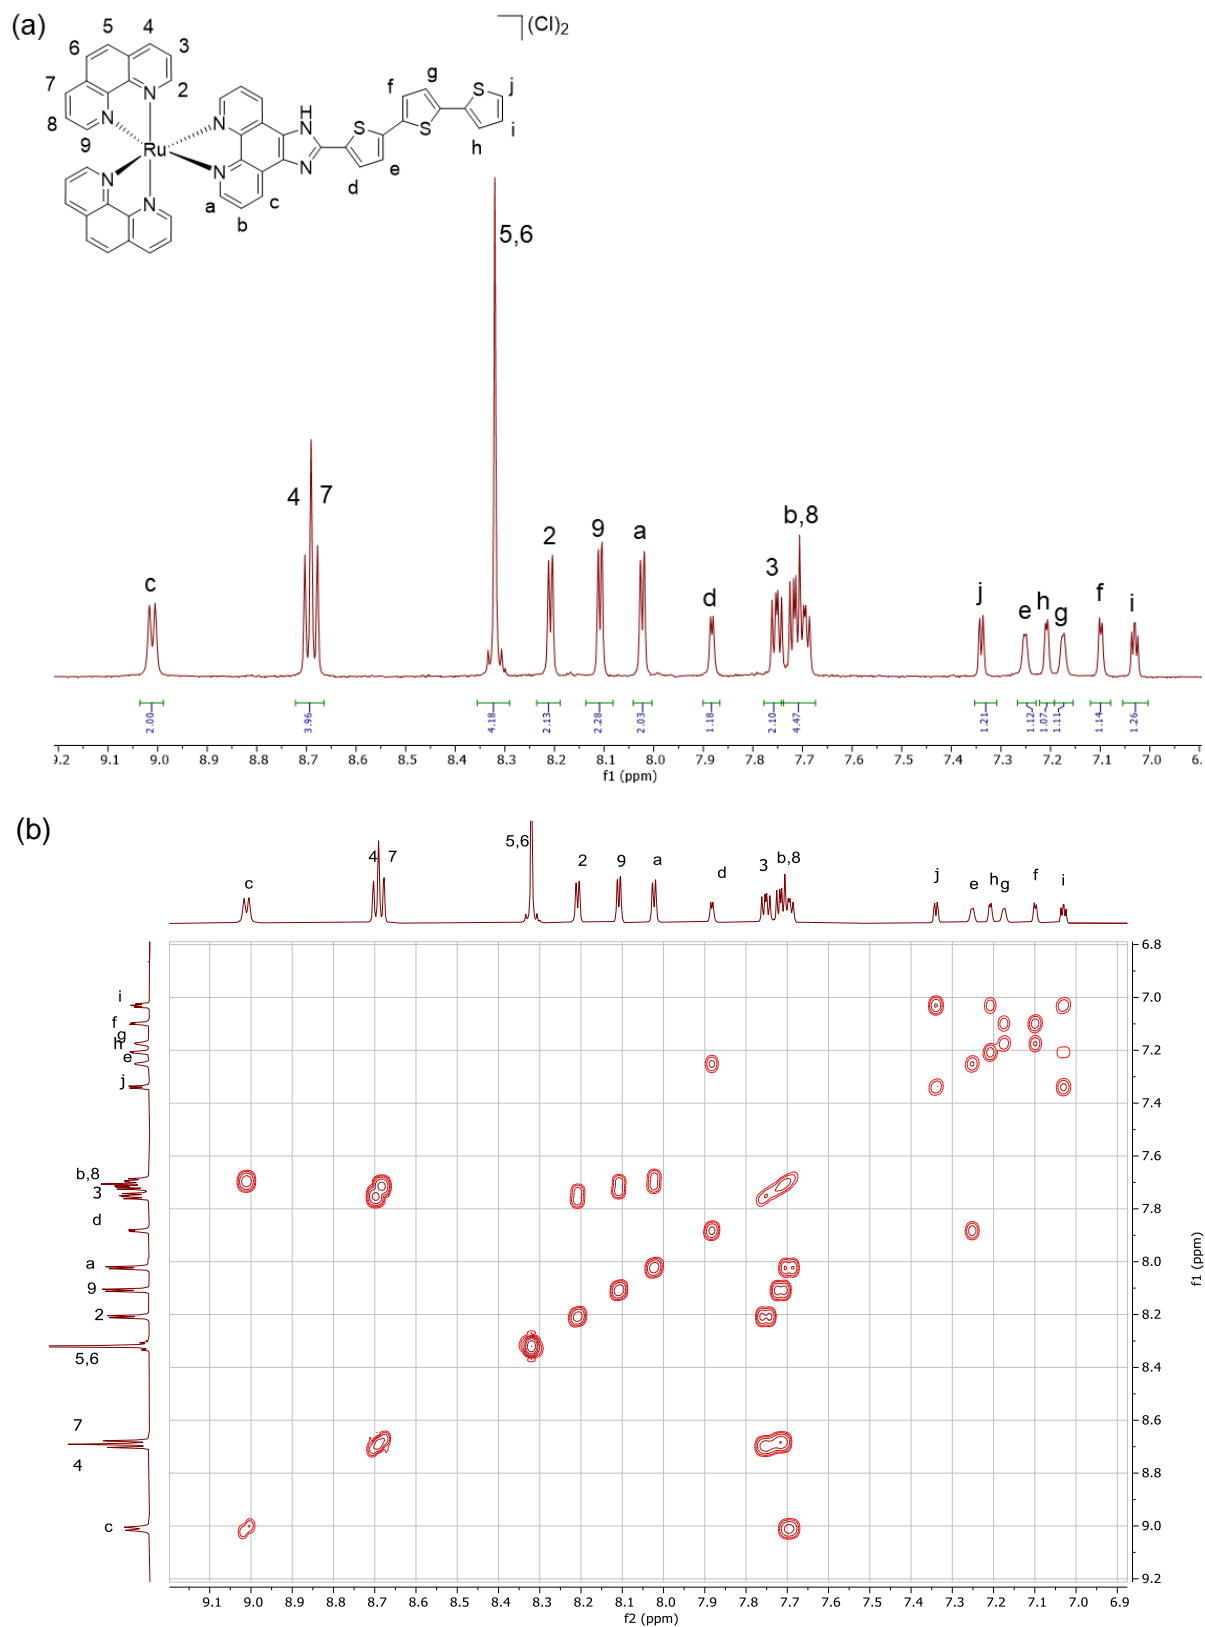 (a)
](Cl)2
5 4
6 3
7 2
N
8 N
9 Ru
N
N
N
N
H
N
N
S
S
S
f g j
i
h
e
d
a b c
5,6
4 7
c
2 9 a
d
3
b,8
j e h g f i
2.00 3.96 4.18 2.13 2.28 2.03 1.18 2.10 4.47 1.21 1.12 1.07 1.11 1.14 1.26
9.2 9.1 9.0 8.9 8.8 8.7 8.6 8.5 8.4 8.3 8.2 8.1 8.0 7.9 7.8 7.7 7.6 7.5 7.4 7.3 7.2 7.1 7.0 6.
f1 (ppm)
(b)
c 4 7 5,6 2 9 a d 3 b,8 j e h g f i
i
f
g
h
e
j
b,8
3
d
a
9
2
5,6
7
4
c
6.8
7.0
7.2
7.4
7.6
7.8
8.0
8.2
8.4
8.6
8.8
9.0
9.2
f1 (ppm)
9.1 9.0 8.9 8.8 8.7 8.6 8.5 8.4 8.3 8.2 8.1 8.0 7.9 7.8 7.7 7.6 7.5 7.4 7.3 7.2 7.1 7.0 6.9
f2 (ppm)